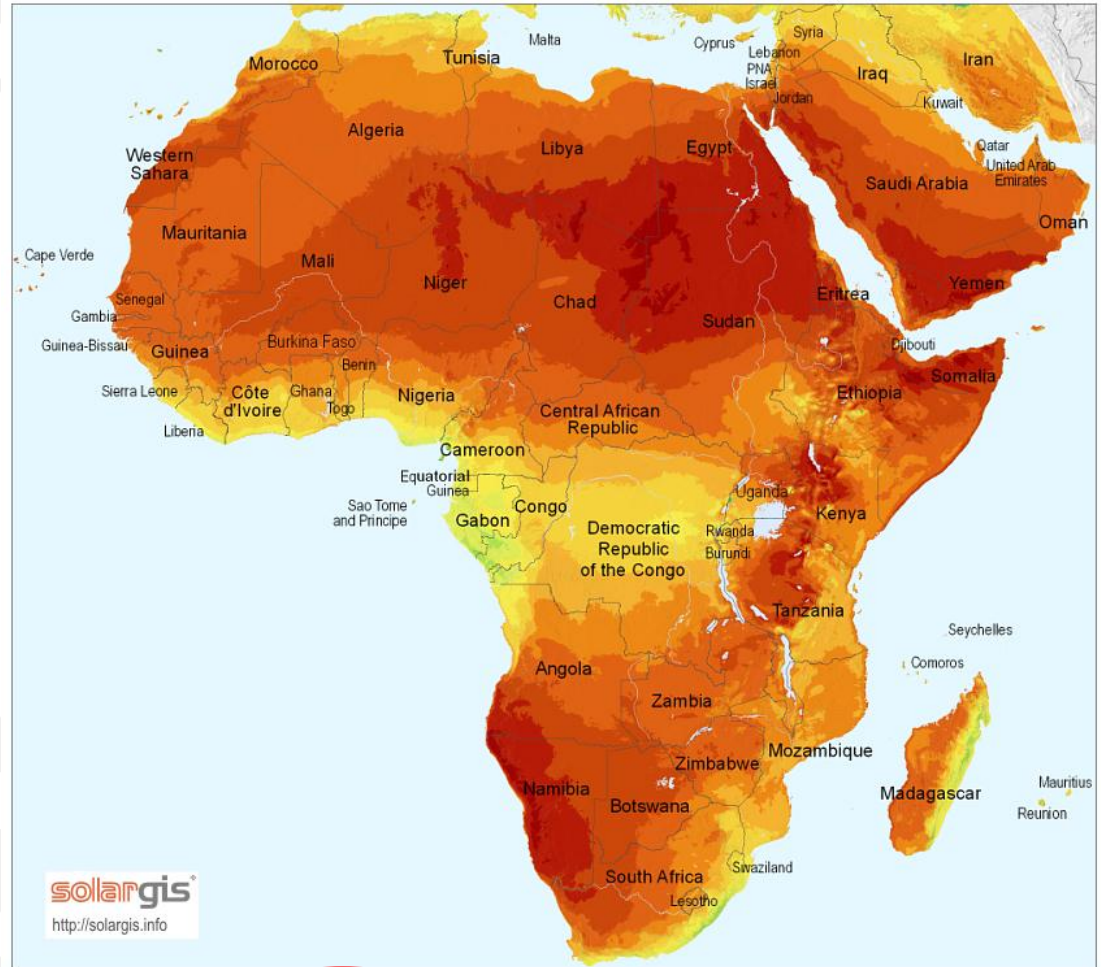 Malta
Cyprus
Syria
Lebanon
PNA
Israel
Jordan
Iraq
Iran
Kuwait
Morocco
Tunisia
Algeria
Libya
Egypt
Western
Sahara
Saudi Arabia
Qatar
United Arab
Emirates
Oman
Cape Verde
Mauritania
Mali
Niger
Chad
Sudan
Eritrea
Yemen
Senegal
Gambia
Guinea-Bissau
Guinea
Burkina Faso
Benin
Djibouti
Sierra Leone
Côte
d'Ivoire
Ghana
Togo
Nigeria
Central African
Republic
Ethiopia
Somalia
Liberia
Cameroon
Equatorial
Guinea
Sao Tome
and Principe
Gabon
Congo
Democratic
Republic
of the Congo
Uganda
Rwanda
Burundi
Kenya
Tanzania
Seychelles
Comoros
Angola
Zambia
Mozambique
Zimbabwe
Namibia
Botswana
Madagascar
Mauritius
Reunion
South Africa
Swaziland
Lesotho
solargis
http://solargis.info